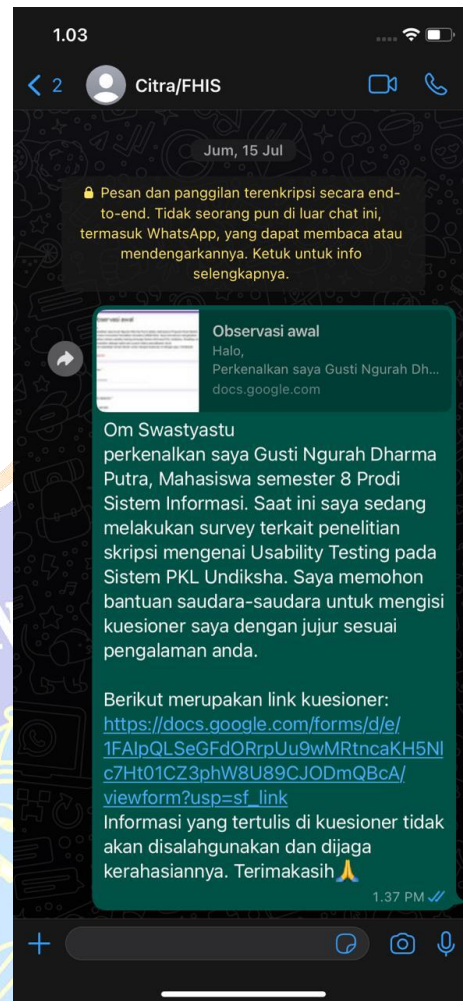 1.03
2
Citra/FHIS
Jum, 15 Jul
Pesan dan panggilan terenkripsi secara end-
to-end. Tidak seorang pun di luar chat ini,
termasuk WhatsApp, yang dapat membaca atau
mendengarkannya. Ketuk untuk info
selengkapnya.
Observasi awal
Halo,
Perkenalkan saya Gusti Ngurah Dh...
docs.google.com
Om Swastyastu
perkenalkan saya Gusti Ngurah Dharma
Putra, Mahasiswa semester 8 Prodi
Sistem Informasi. Saat ini saya sedang
melakukan survey terkait penelitian
skripsi mengenai Usability Testing pada
Sistem PKL Undiksha. Saya memohon
bantuan saudara-saudara untuk mengisi
kuesioner saya dengan jujur sesuai
pengalaman anda.
Berikut merupakan link kuesioner:
https://docs.google.com/forms/d/e/
1FAIpQLSeGFdORrpUu9wMRtncaKH5Nl
c7Ht01CZ3phW8U89CJODmQBcA/
viewform?usp=sf_link
Informasi yang tertulis di kuesioner tidak
akan disalahgunakan dan dijaga
kerahasiannya. Terimakasih🙏
1.37 PM